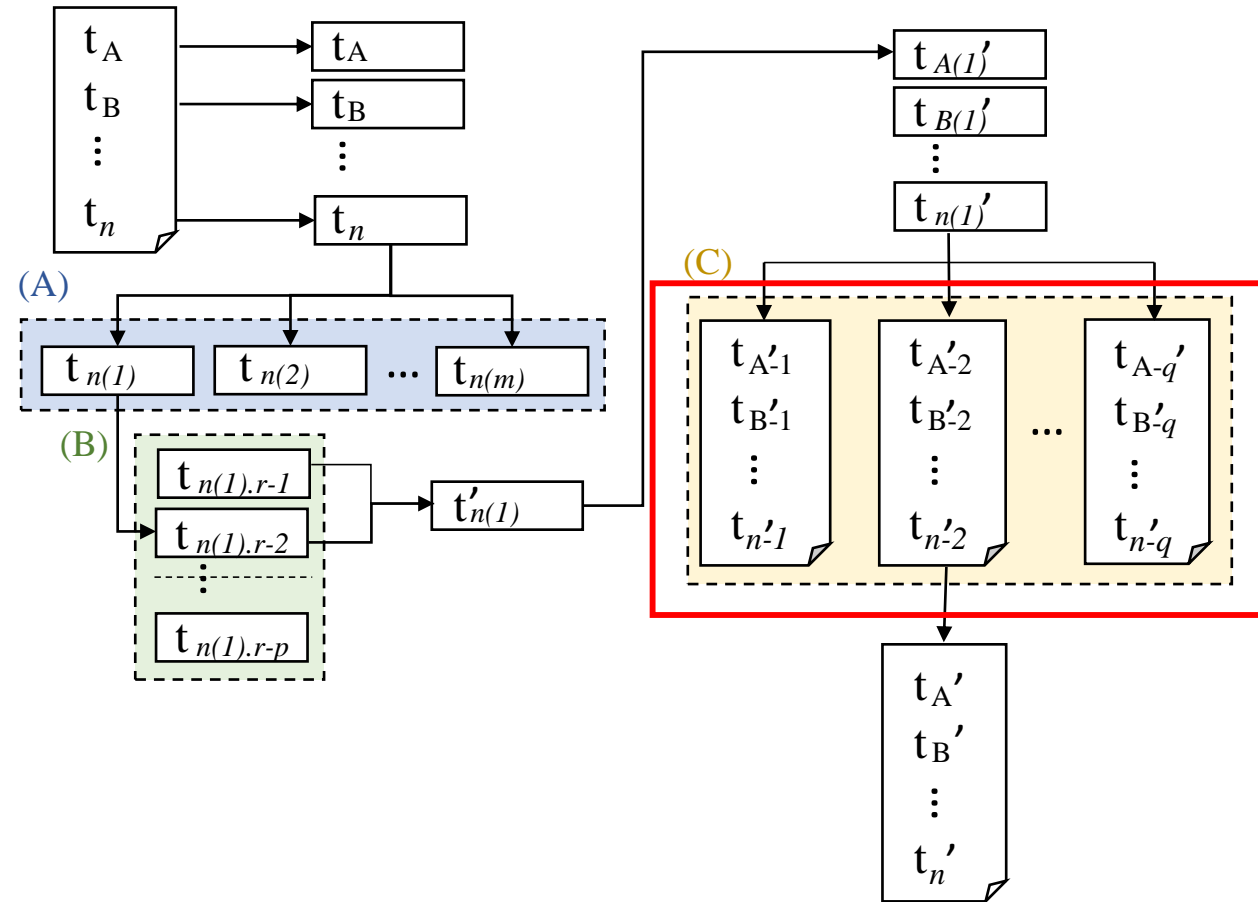 t_A
t_B
⋮
t_n
t_A
t_B
⋮
t_n
(A)
t_n(1)
t_n(2)
...
t_n(m)
(B)
t_n(1).r-1
t_n(1).r-2
⋮
t_n(1).r-p
t'_n(1)
t_A(1)'
t_B(1)'
⋮
t_n(1)'
(C)
t_A'-1
t_B'-1
⋮
t_n'-1
t_A'-2
t_B'-2
⋮
t_n'-2
...
t_A-q'
t_B'-q
⋮
t_n'-q
t_A'
t_B'
⋮
t_n'